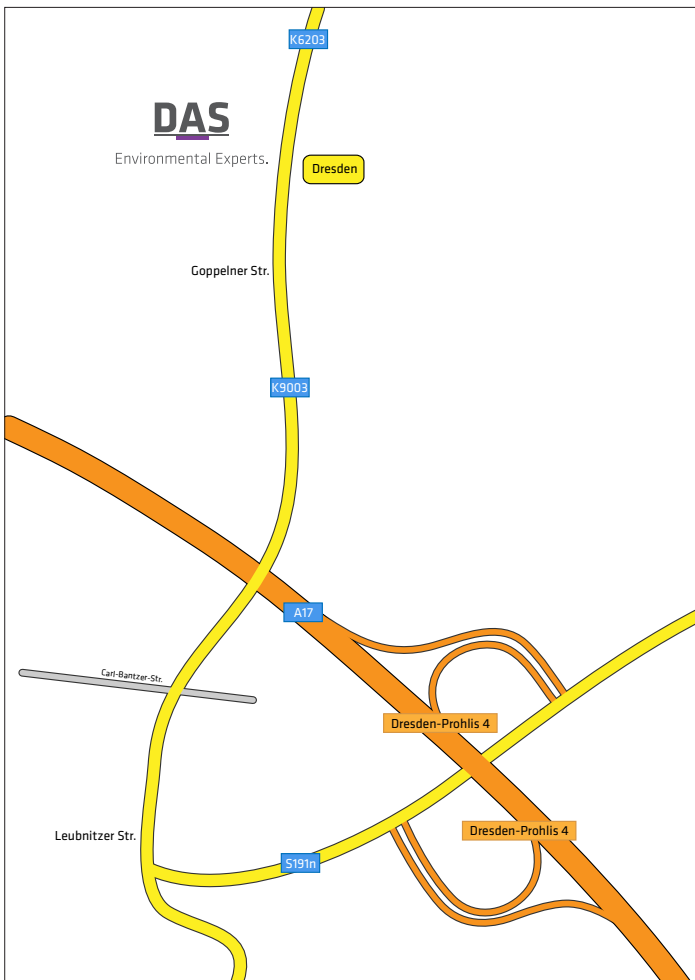 K6203
DAS
Environmental Experts.
Dresden
Goppelner Str.
K9003
A17
Carl-Bantzer-Str.
Dresden-Prohlis 4
Dresden-Prohlis 4
Leubnitzer Str.
S191n